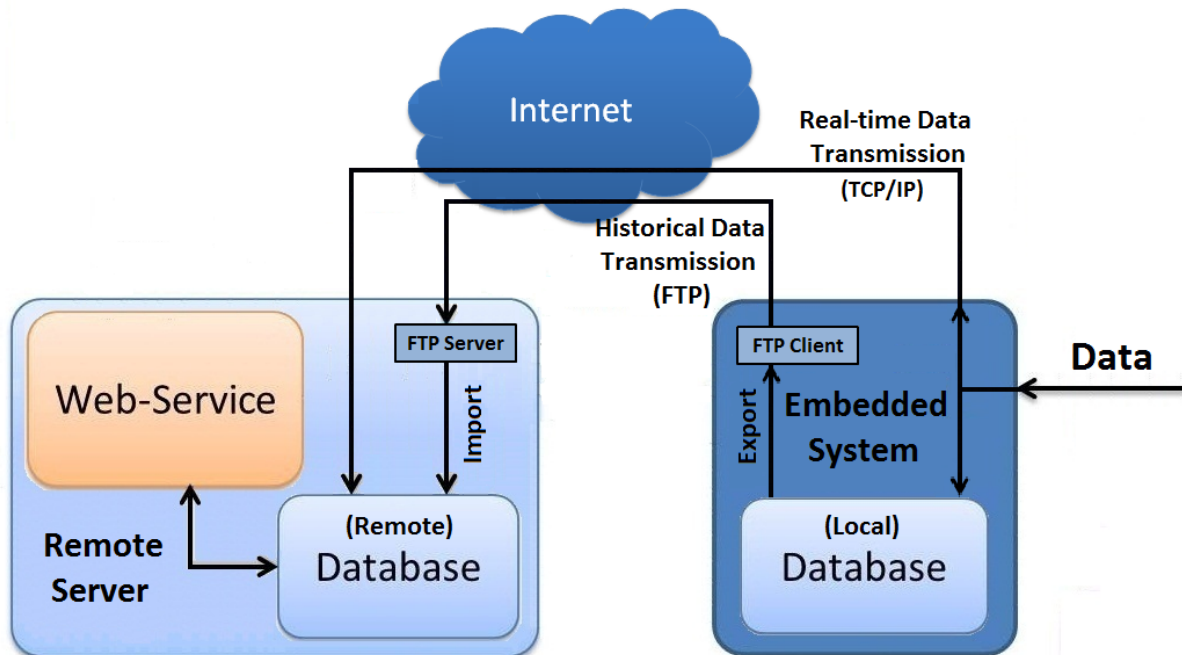 Internet
Real-time Data
Transmission
(TCP/IP)
Historical Data
Transmission
(FTP)
Web-Service
FTP Server
Import
Remote
Server
(Remote)
Database
FTP Client
Export
Embedded
System
(Local)
Database
Data